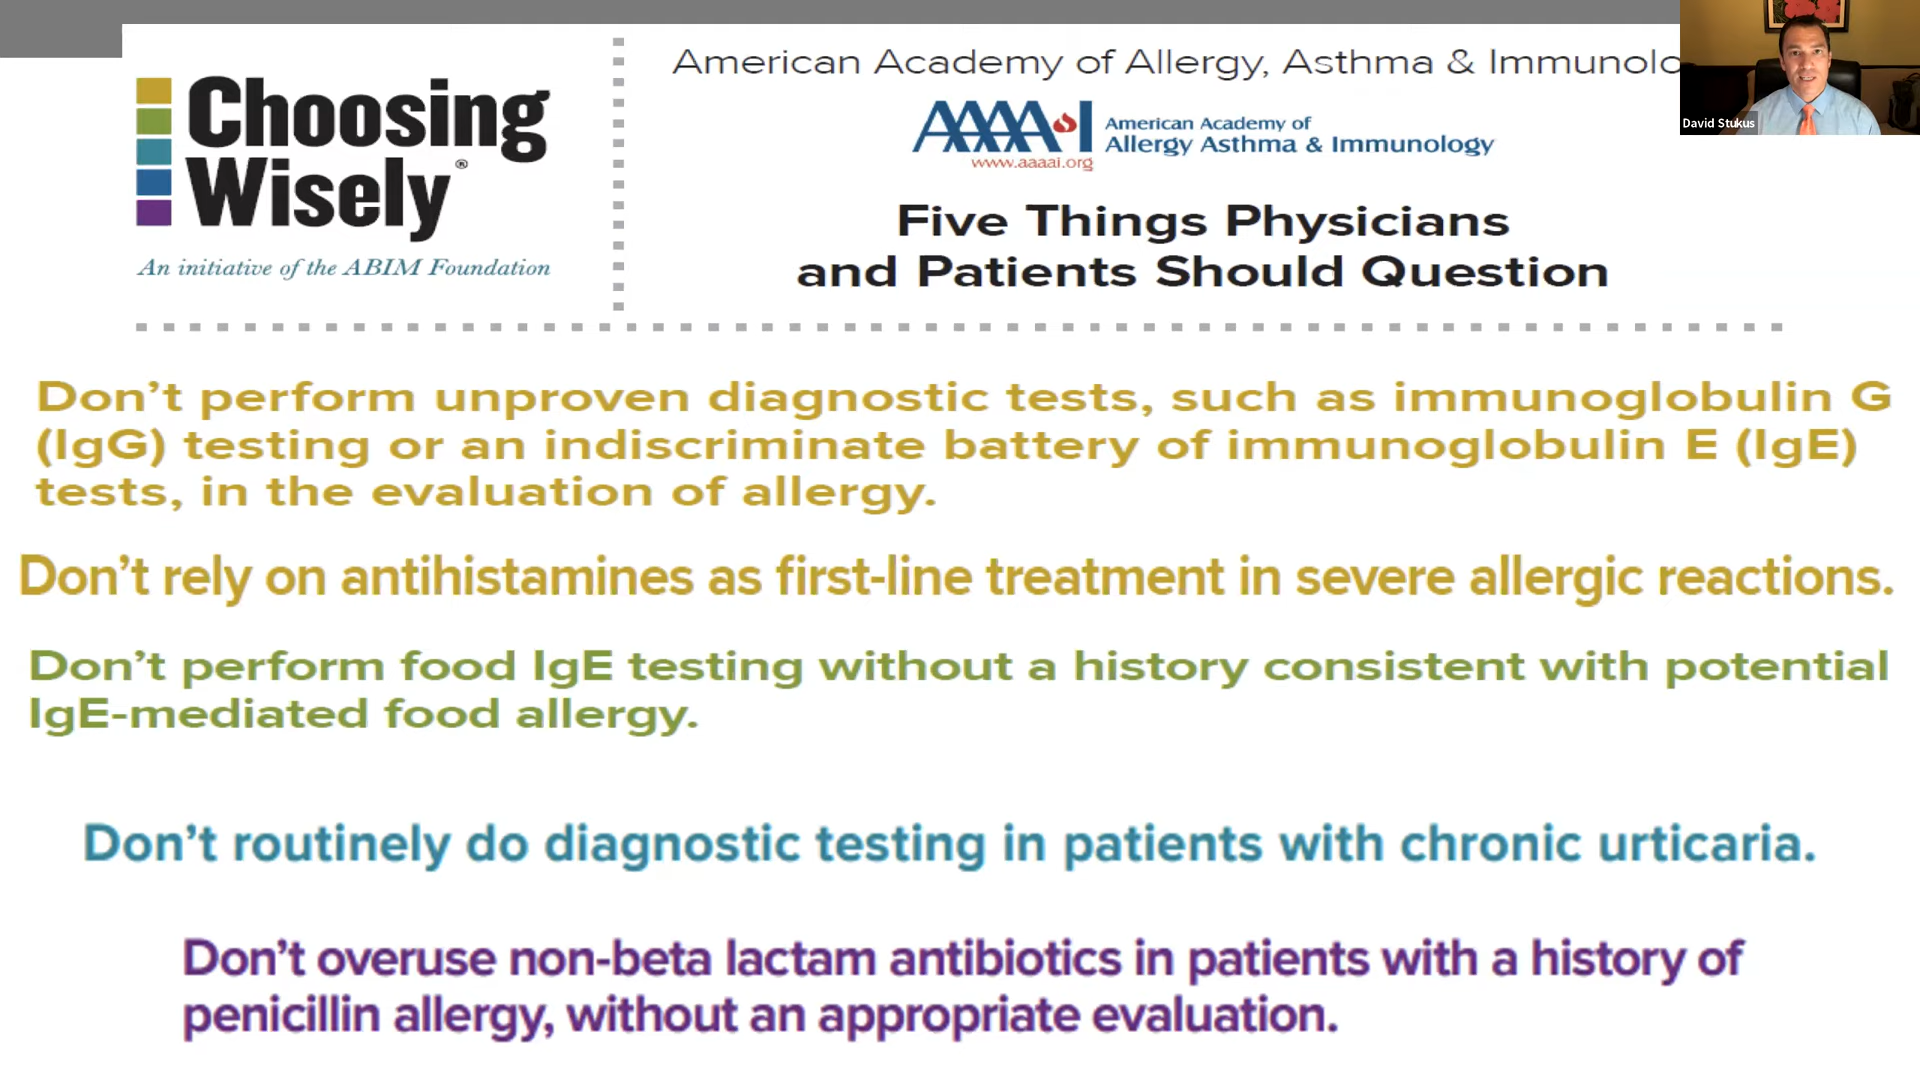 American Academy of Allergy, Asthma & Immunolo
David Stukus
Choosing
Wisely®
An initiative of the ABIM Foundation
AAAAI
American Academy of
Allergy Asthma & Immunology
www.aaaai.org
Five Things Physicians
and Patients Should Question
Don't perform unproven diagnostic tests, such as immunoglobulin G
(IgG) testing or an indiscriminate battery of immunoglobulin E (IgE)
tests, in the evaluation of allergy.
Don't rely on antihistamines as first-line treatment in severe allergic reactions.
Don't perform food IgE testing without a history consistent with potential
IgE-mediated food allergy.
Don't routinely do diagnostic testing in patients with chronic urticaria.
Don't overuse non-beta lactam antibiotics in patients with a history of
penicillin allergy, without an appropriate evaluation.